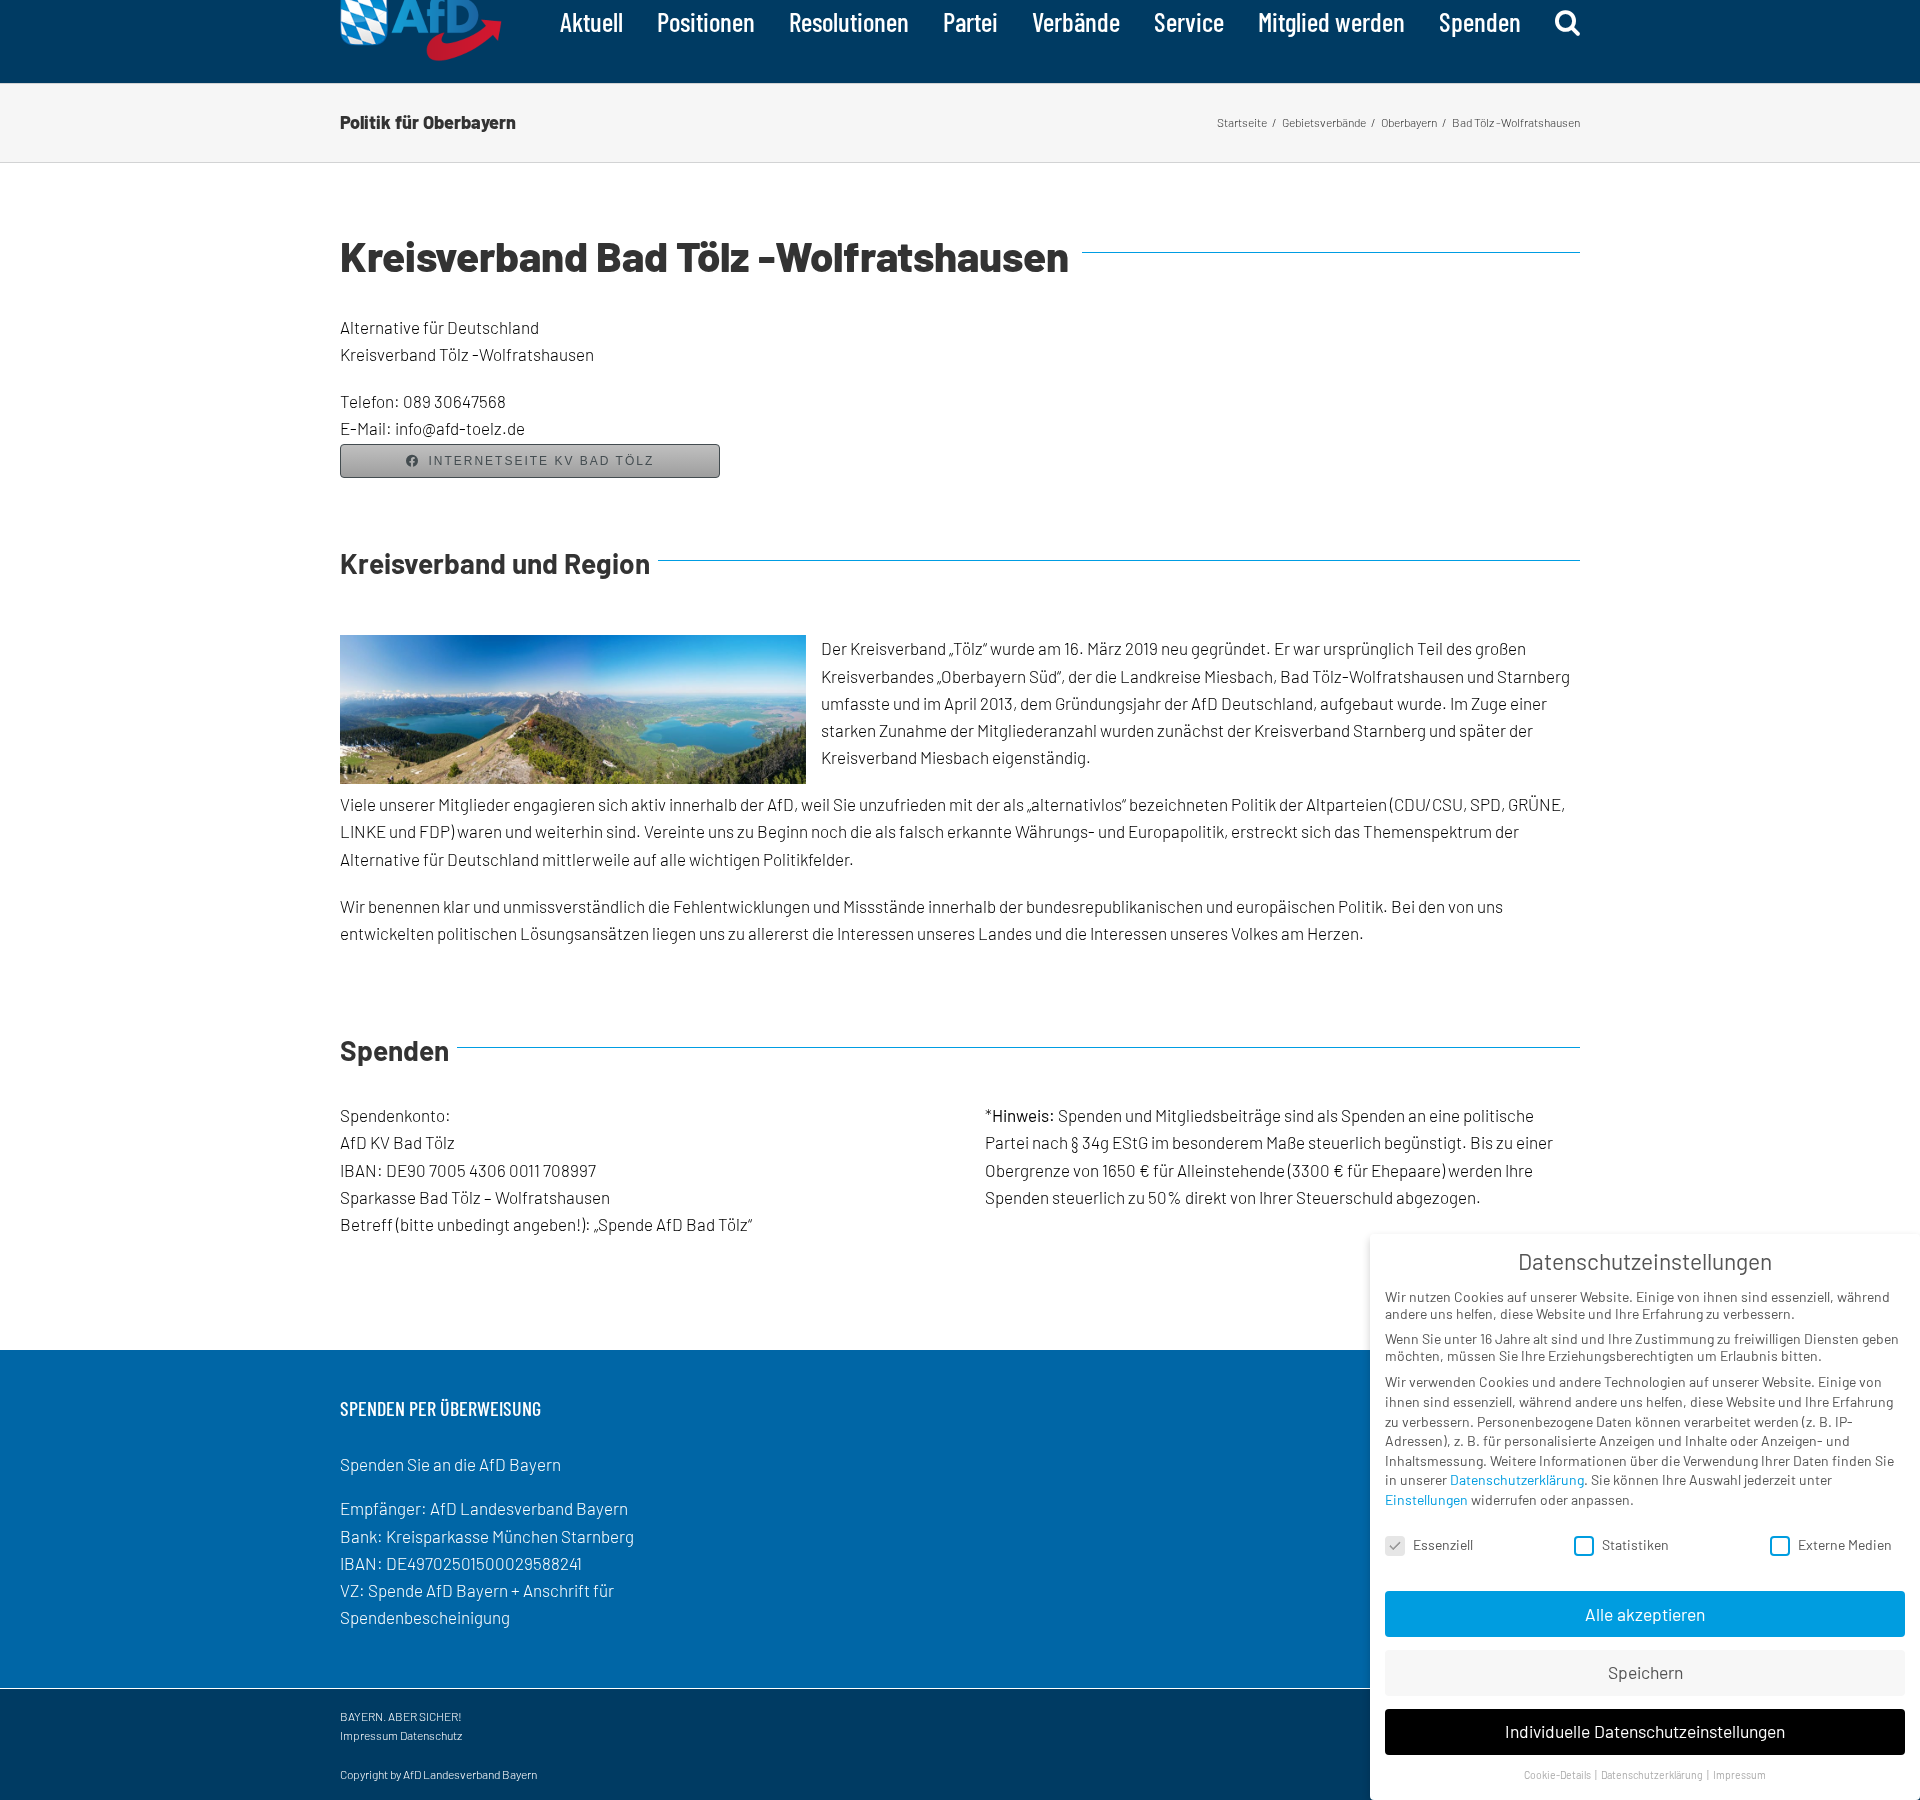 AfD
Aktuell
Positionen
Resolutionen
Partei
Verbände
Service
Mitglied werden
Spenden
Politik für Oberbayern
Startseite / Gebietsverbände / Oberbayern / Bad Tölz -Wolfratshausen
Kreisverband Bad Tölz -Wolfratshausen
Alternative für Deutschland
Kreisverband Tölz -Wolfratshausen
Telefon: 089 30647568
E-Mail: info@afd-toelz.de
INTERNETSEITE KV BAD TÖLZ
Kreisverband und Region
Der Kreisverband „Tölz“ wurde am 16. März 2019 neu gegründet. Er war ursprünglich Teil des großen
Kreisverbandes „Oberbayern Süd“, der die Landkreise Miesbach, Bad Tölz-Wolfratshausen und Starnberg
umfasste und im April 2013, dem Gründungsjahr der AfD Deutschland, aufgebaut wurde. Im Zuge einer
starken Zunahme der Mitgliederanzahl wurden zunächst der Kreisverband Starnberg und später der
Kreisverband Miesbach eigenständig.
Viele unserer Mitglieder engagieren sich aktiv innerhalb der AfD, weil Sie unzufrieden mit der als „alternativlos“ bezeichneten Politik der Altparteien (CDU/CSU, SPD, GRÜNE,
LINKE und FDP) waren und weiterhin sind. Vereinte uns zu Beginn noch die als falsch erkannte Währungs- und Europapolitik, erstreckt sich das Themenspektrum der
Alternative für Deutschland mittlerweile auf alle wichtigen Politikfelder.
Wir benennen klar und unmissverständlich die Fehlentwicklungen und Missstände innerhalb der bundesrepublikanischen und europäischen Politik. Bei den von uns
entwickelten politischen Lösungsansätzen liegen uns zu allererst die Interessen unseres Landes und die Interessen unseres Volkes am Herzen.
Spenden
Spendenkonto:
AfD KV Bad Tölz
IBAN: DE90 7005 4306 0011 708997
Sparkasse Bad Tölz – Wolfratshausen
Betreff (bitte unbedingt angeben!): „Spende AfD Bad Tölz“
*Hinweis: Spenden und Mitgliedsbeiträge sind als Spenden an eine politische
Partei nach § 34g EStG im besonderem Maße steuerlich begünstigt. Bis zu einer
Obergrenze von 1650 € für Alleinstehende (3300 € für Ehepaare) werden Ihre
Spenden steuerlich zu 50% direkt von Ihrer Steuerschuld abgezogen.
SPENDEN PER ÜBERWEISUNG
Spenden Sie an die AfD Bayern
Empfänger: AfD Landesverband Bayern
Bank: Kreisparkasse München Starnberg
IBAN: DE49702501500029588241
VZ: Spende AfD Bayern + Anschrift für
Spendenbescheinigung
BAYERN. ABER SICHER!
Impressum Datenschutz
Copyright by AfD Landesverband Bayern
Datenschutzeinstellungen
Wir nutzen Cookies auf unserer Website. Einige von ihnen sind essenziell, während
andere uns helfen, diese Website und Ihre Erfahrung zu verbessern.
Wenn Sie unter 16 Jahre alt sind und Ihre Zustimmung zu freiwilligen Diensten geben
möchten, müssen Sie Ihre Erziehungsberechtigten um Erlaubnis bitten.
Wir verwenden Cookies und andere Technologien auf unserer Website. Einige von
ihnen sind essenziell, während andere uns helfen, diese Website und Ihre Erfahrung
zu verbessern. Personenbezogene Daten können verarbeitet werden (z. B. IP-
Adressen), z. B. für personalisierte Anzeigen und Inhalte oder Anzeigen- und
Inhaltsmessung. Weitere Informationen über die Verwendung Ihrer Daten finden Sie
in unserer Datenschutzerklärung. Sie können Ihre Auswahl jederzeit unter
Einstellungen widerrufen oder anpassen.
Essenziell
Statistiken
Externe Medien
Alle akzeptieren
Speichern
Individuelle Datenschutzeinstellungen
Cookie-Details | Datenschutzerklärung | Impressum